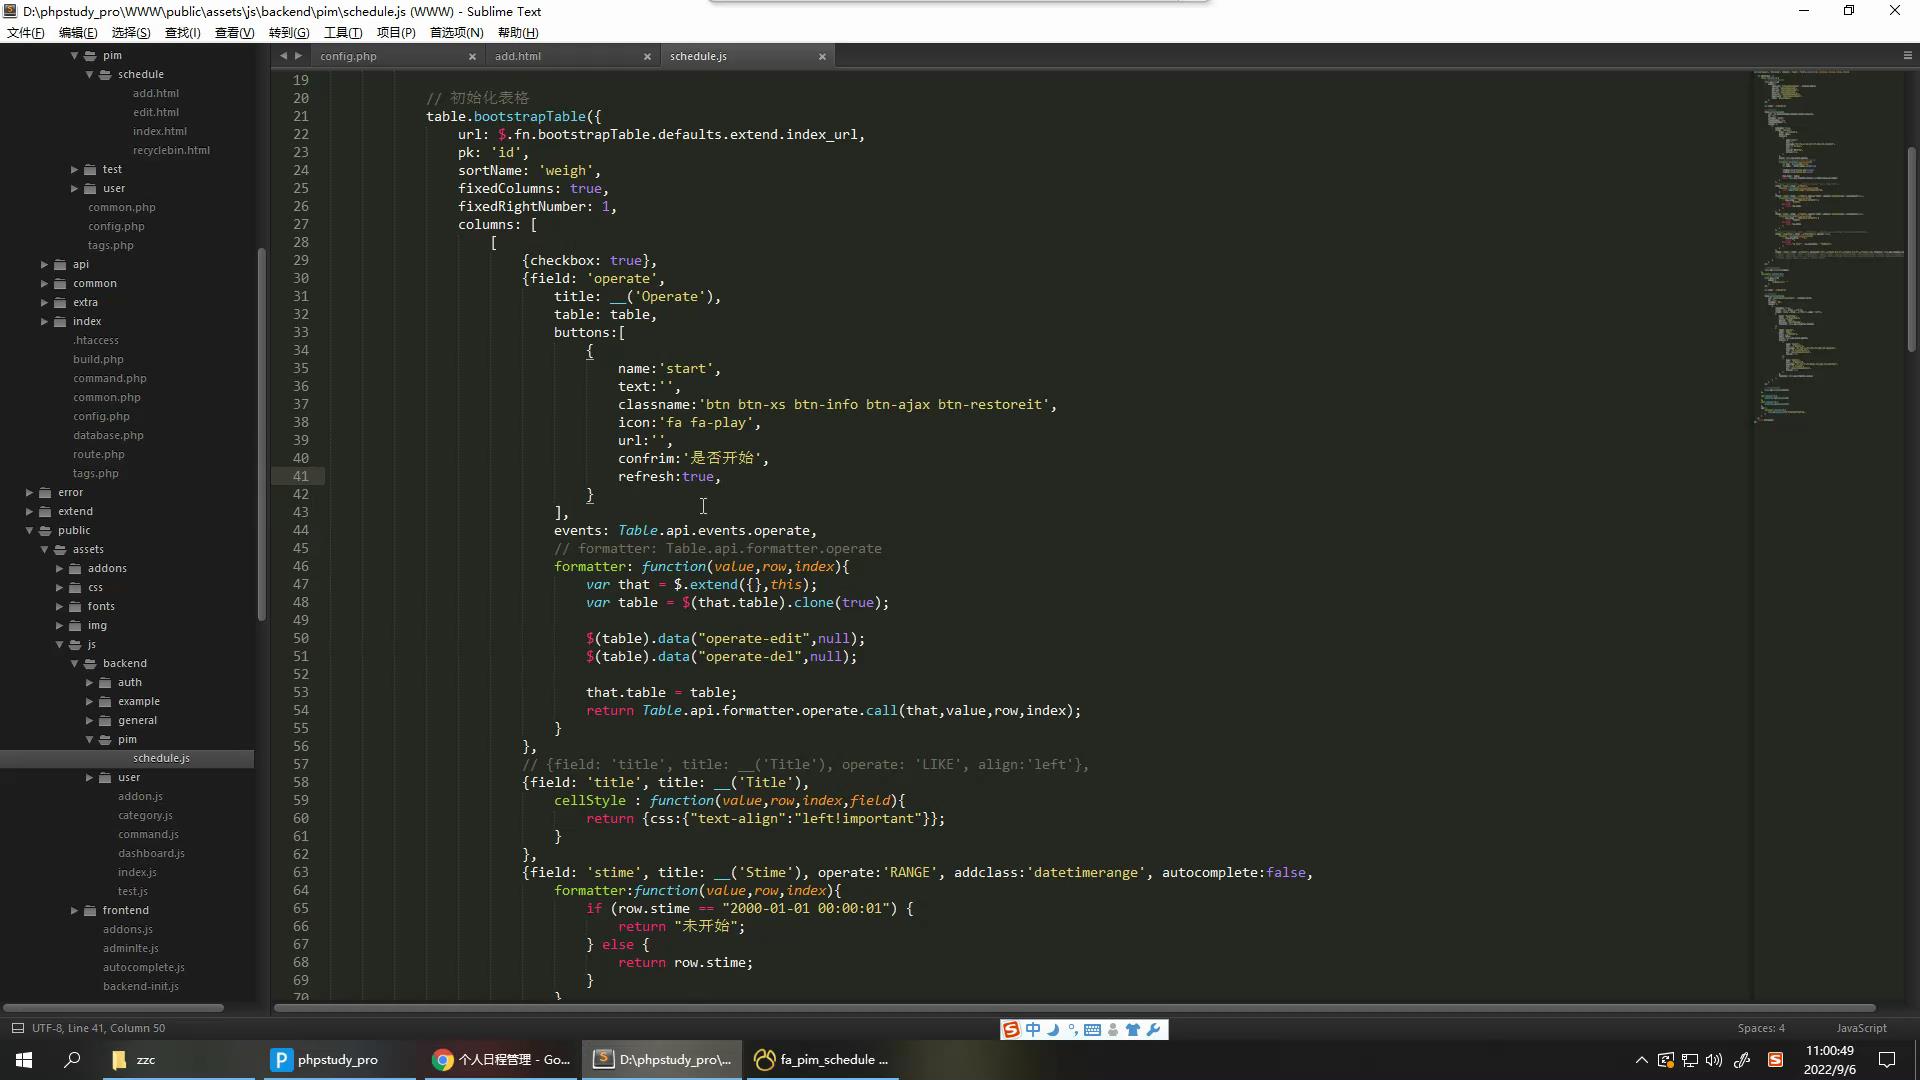 D:\phpstudy_pro\WWW\public\assets\js\backend\pim\schedule.js (WWW) - Sublime Text
文件(F) 编辑(E) 选择(S) 查找(I) 查看(V) 转到(G) 工具(T) 项目(P) 首选项(N) 帮助(H)
pim
schedule
add.html
edit.html
index.html
recyclebin.html
test
user
common.php
config.php
tags.php
api
common
extra
index
.htaccess
build.php
command.php
common.php
config.php
database.php
route.php
tags.php
error
extend
public
assets
addons
css
fonts
img
js
backend
auth
example
general
pim
schedule.js
user
addon.js
category.js
command.js
dashboard.js
index.js
test.js
frontend
addons.js
adminlte.js
autocomplete.js
backend-init.js
config.php add.html schedule.js
19
20 // 初始化表格
21 table.bootstrapTable({
22 url: $.fn.bootstrapTable.defaults.extend.index_url,
23 pk: 'id',
24 sortName: 'weigh',
25 fixedColumns: true,
26 fixedRightNumber: 1,
27 columns: [
28 [
29 {checkbox: true},
30 {field: 'operate',
31 title: __('Operate'),
32 table: table,
33 buttons:[
34 {
35 name:'start',
36 text:'',
37 classname:'btn btn-xs btn-info btn-ajax btn-restoreit',
38 icon:'fa fa-play',
39 url:'',
40 confrim:'是否开始',
41 refresh:true,
42 }
43 ],
44 events: Table.api.events.operate,
45 // formatter: Table.api.formatter.operate
46 formatter: function(value,row,index){
47 var that = $.extend({},this);
48 var table = $(that.table).clone(true);
49
50 $(table).data("operate-edit",null);
51 $(table).data("operate-del",null);
52
53 that.table = table;
54 return Table.api.formatter.operate.call(that,value,row,index);
55 }
56 },
57 // {field: 'title', title: __('Title'), operate: 'LIKE', align:'left'},
58 {field: 'title', title: __('Title'),
59 cellStyle : function(value,row,index,field){
60 return {css:{"text-align":"left!important"}};
61 }
62 },
63 {field: 'stime', title: __('Stime'), operate:'RANGE', addclass:'datetimerange', autocomplete:false,
64 formatter:function(value,row,index){
65 if (row.stime == "2000-01-01 00:00:01") {
66 return "未开始";
67 } else {
68 return row.stime;
69 }
70 }
UTF-8, Line 41, Column 50 Spaces: 4 JavaScript
中
zzc phpstudy 个人日程管理 - Go... D:\phpstudy_pro\... fa_pim_schedule ... 11:00:49
2022/9/6